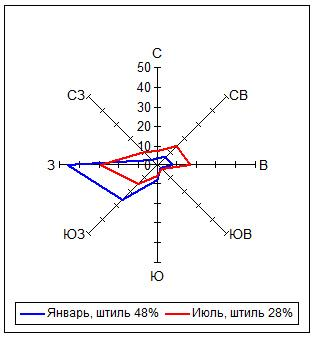 С
50
СЗ
СВ
40
30
20
10
З
0
В
ЮЗ
ЮВ
Ю
Январь, штиль 48%
Июль, штиль 28%